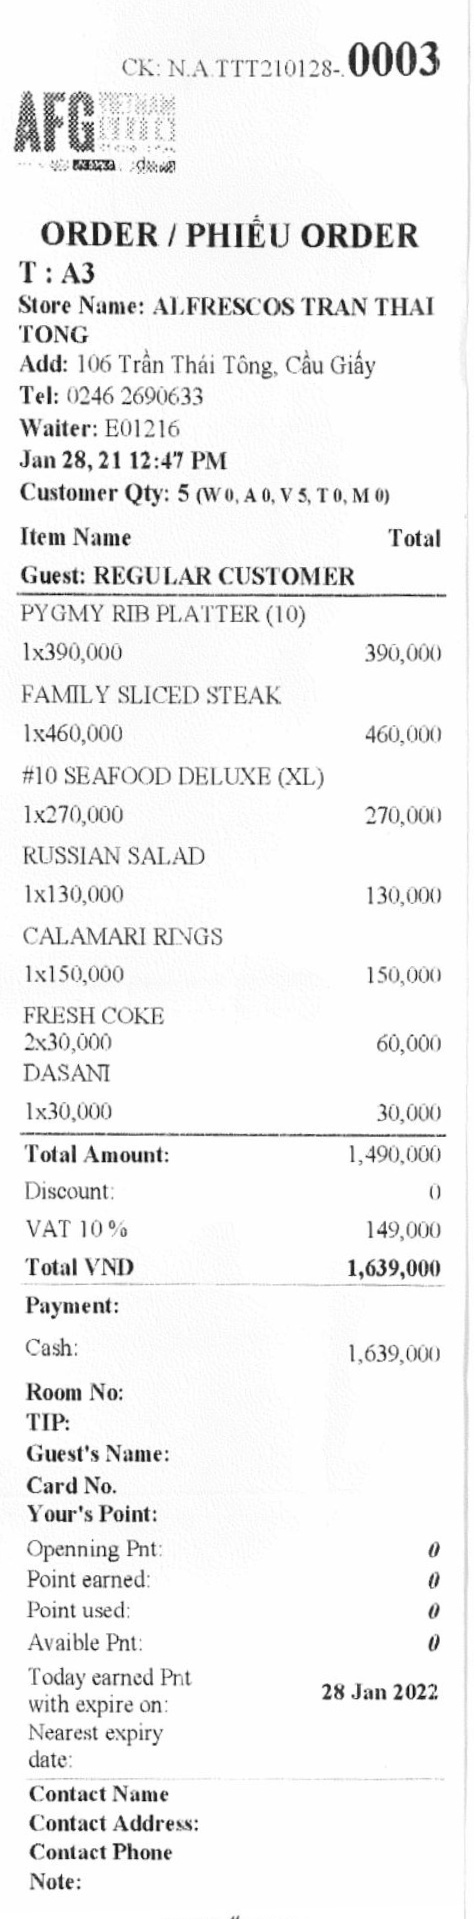 CK: N.A.TTT210128-.0003
AFG VIETNAM
ORDER / PHIẾU ORDER
T : A3
Store Name: ALFRESCOS TRAN THAI
TONG
Add: 106 Trần Thái Tông, Cầu Giấy
Tel: 0246 2690633
Waiter: E01216
Jan 28, 21 12:47 PM
Customer Qty: 5 (W 0, A 0, V 5, T 0, M 0)
Item Name Total
Guest: REGULAR CUSTOMER
PYGMY RIB PLATTER (10)
1x390,000 390,000
FAMILY SLICED STEAK
1x460,000 460,000
#10 SEAFOOD DELUXE (XL)
1x270,000 270,000
RUSSIAN SALAD
1x130,000 130,000
CALAMARI RINGS
1x150,000 150,000
FRESH COKE
2x30,000 60,000
DASANI
1x30,000 30,000
Total Amount: 1,490,000
Discount: 0
VAT 10% 149,000
Total VND 1,639,000
Payment:
Cash: 1,639,000
Room No:
TIP:
Guest's Name:
Card No.
Your's Point:
Openning Pnt: 0
Point earned: 0
Point used: 0
Avaible Pnt: 0
Today earned Pnt
with expire on: 28 Jan 2022
Nearest expiry
date:
Contact Name
Contact Address:
Contact Phone
Note: